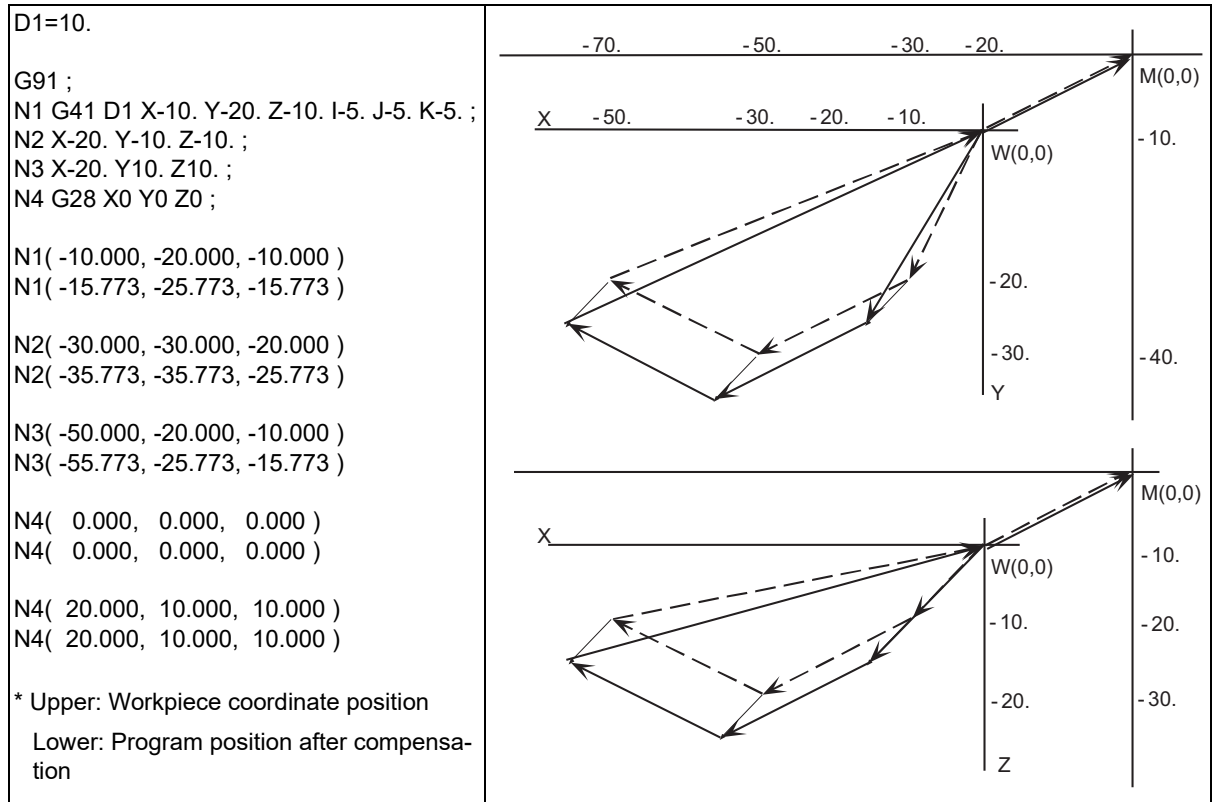 D1=10.
G91 ;
N1 G41 D1 X-10. Y-20. Z-10. I-5. J-5. K-5. ;
N2 X-20. Y-10. Z-10. ;
N3 X-20. Y10. Z10. ;
N4 G28 X0 Y0 Z0 ;
N1( -10.000, -20.000, -10.000 )
N1( -15.773, -25.773, -15.773 )
N2( -30.000, -30.000, -20.000 )
N2( -35.773, -35.773, -25.773 )
N3( -50.000, -20.000, -10.000 )
N3( -55.773, -25.773, -15.773 )
N4( 0.000, 0.000, 0.000 )
N4( 0.000, 0.000, 0.000 )
N4( 20.000, 10.000, 10.000 )
N4( 20.000, 10.000, 10.000 )
* Upper: Workpiece coordinate position
Lower: Program position after compensa-
tion
-70. -50. -30. -20.
M(0,0)
X -50. -30. -20. -10.
-10.
W(0,0)
-20.
-30.
-40.
Y
M(0,0)
X
W(0,0)
-10.
-10.
-20.
-20.
-30.
Z